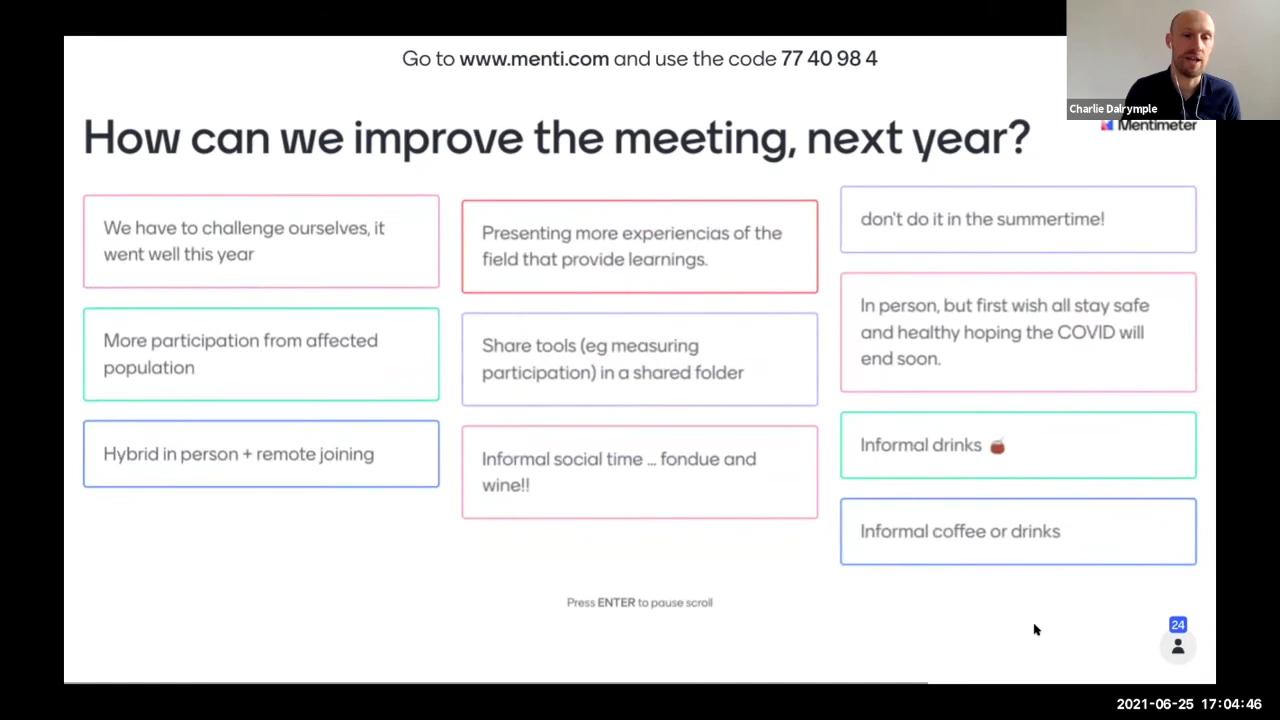 Go to www.menti.com and use the code 77 40 98 4
Charlie Dalrymple
Mentimeter
How can we improve the meeting, next year?
We have to challenge ourselves, it
went well this year
More participation from affected
population
Hybrid in person + remote joining
Presenting more experiencias of the
field that provide learnings.
Share tools (eg measuring
participation) in a shared folder
Informal social time ... fondue and
wine!!
don't do it in the summertime!
In person, but first wish all stay safe
and healthy hoping the COVID will
end soon.
Informal drinks 🧉
Informal coffee or drinks
Press ENTER to pause scroll
24
2021-06-25 17:04:46